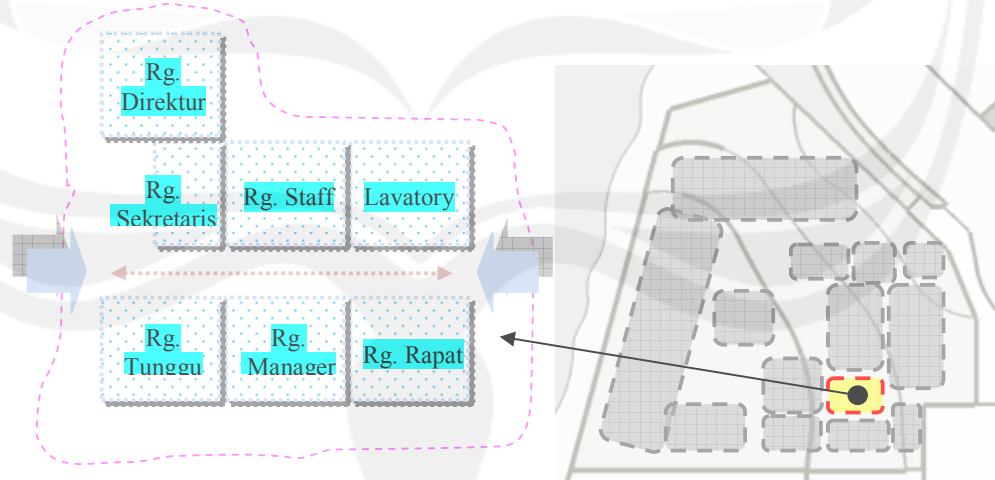 Rg.
Direktur
Rg.
Sekretaris
Rg. Staff
Lavatory
Rg.
Tunggu
Rg.
Manager
Rg. Rapat